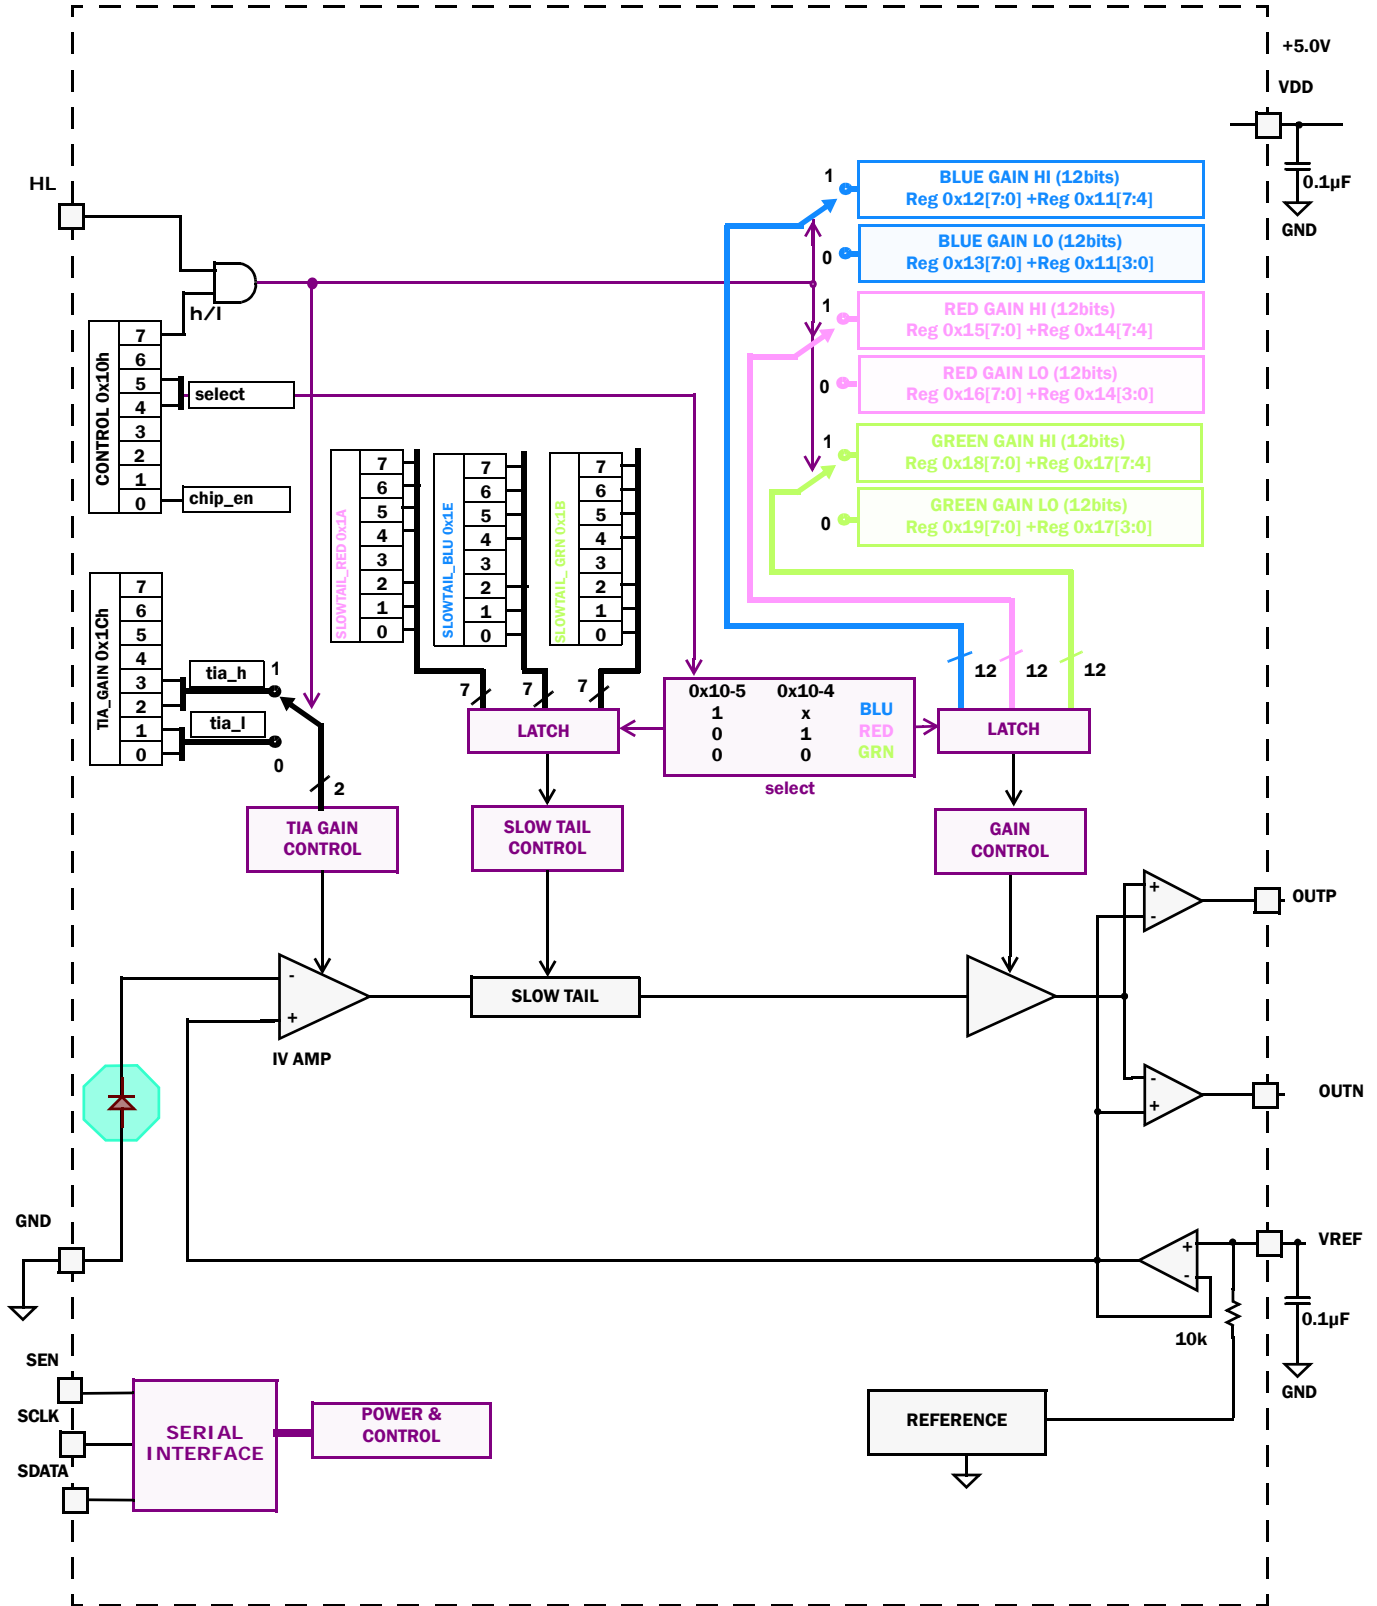 +5.0V
VDD
0.1µF
GND
HL
h/l
CONTROL 0x10h
7
6
5
4
3
2
1
0
select
chip_en
1
BLUE GAIN HI (12bits)
Reg 0x12[7:0] +Reg 0x11[7:4]
0
BLUE GAIN LO (12bits)
Reg 0x13[7:0] +Reg 0x11[3:0]
1
RED GAIN HI (12bits)
Reg 0x15[7:0] +Reg 0x14[7:4]
0
RED GAIN LO (12bits)
Reg 0x16[7:0] +Reg 0x14[3:0]
1
GREEN GAIN HI (12bits)
Reg 0x18[7:0] +Reg 0x17[7:4]
0
GREEN GAIN LO (12bits)
Reg 0x19[7:0] +Reg 0x17[3:0]
SLOWTAIL_RED 0x1A
7
6
5
4
3
2
1
0
SLOWTAIL_BLU 0x1E
7
6
5
4
3
2
1
0
SLOWTAIL_ GRN 0x1B
7
6
5
4
3
2
1
0
TIA_GAIN 0x1Ch
7
6
5
4
3
2
1
0
tia_h
1
tia_l
0
2
7
7
7
12
12
12
LATCH
0x10-5 0x10-4
1 x BLU
0 1 RED
0 0 GRN
select
LATCH
TIA GAIN
CONTROL
SLOW TAIL
CONTROL
GAIN
CONTROL
-
+
IV AMP
SLOW TAIL
+
-
OUTP
-
+
OUTN
GND
+
-
VREF
10k
0.1µF
GND
SEN
SCLK
SDATA
SERIAL
INTERFACE
POWER &
CONTROL
REFERENCE